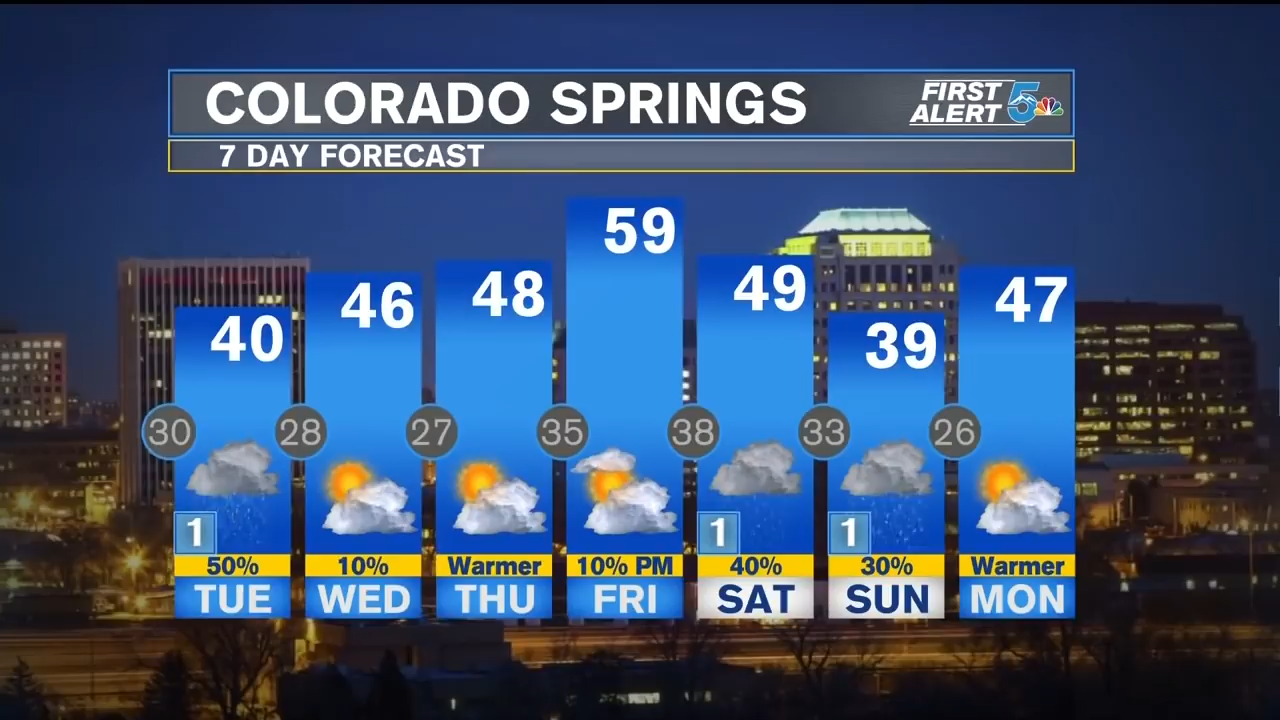 COLORADO SPRINGS
FIRST
ALERT 5
7 DAY FORECAST
40 46 48 59 49 39 47
30 28 27 35 38 33 26
1 1 1
50% 10% Warmer 10% PM 40% 30% Warmer
TUE WED THU FRI SAT SUN MON